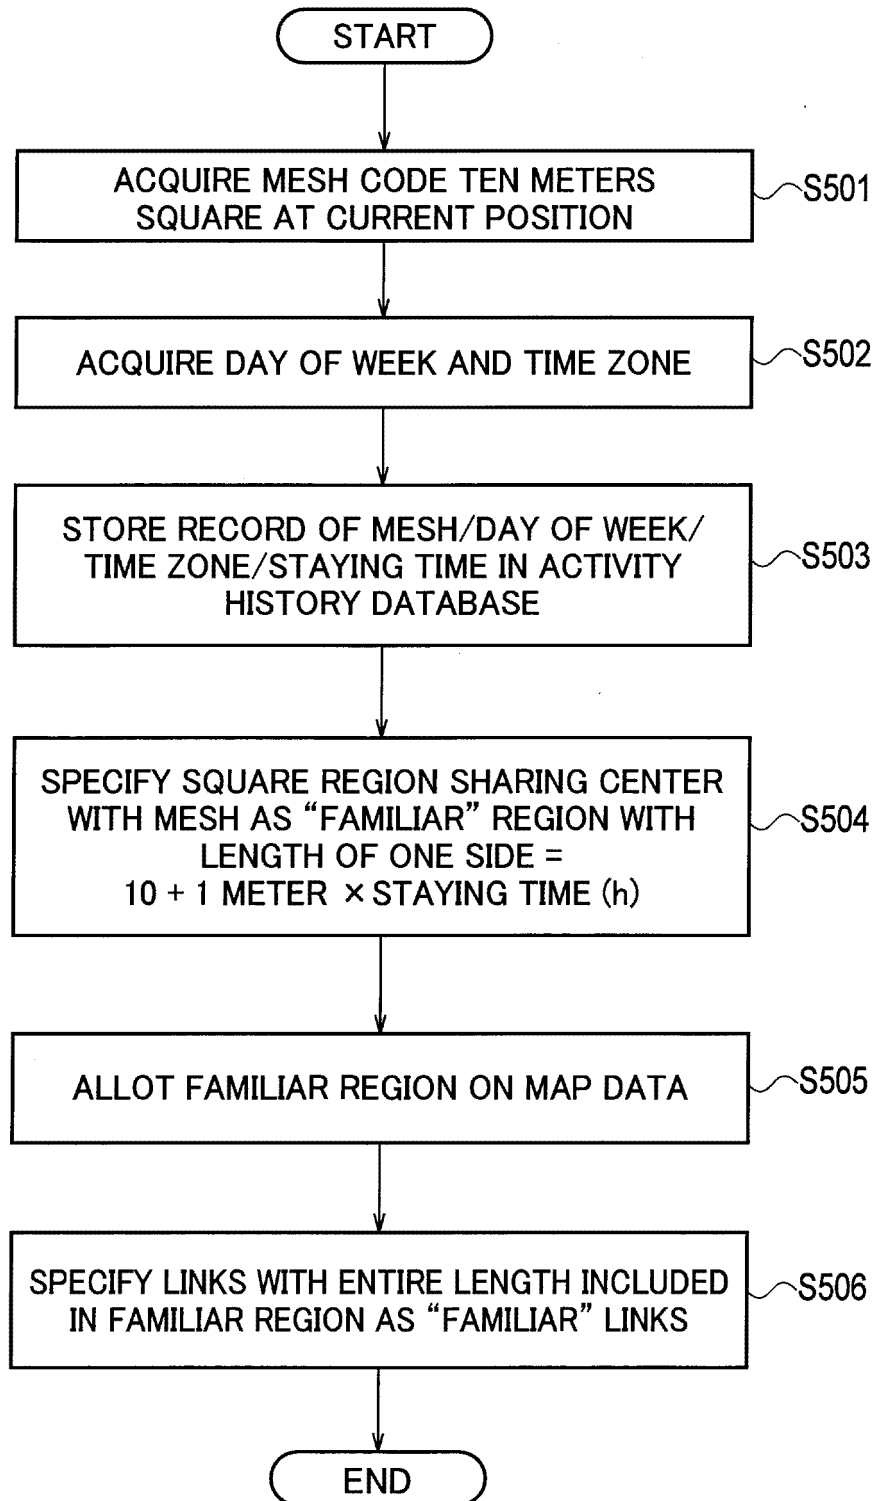 START
ACQUIRE MESH CODE TEN METERS
SQUARE AT CURRENT POSITION
S501
ACQUIRE DAY OF WEEK AND TIME ZONE
S502
STORE RECORD OF MESH/DAY OF WEEK/
TIME ZONE/STAYING TIME IN ACTIVITY
HISTORY DATABASE
S503
SPECIFY SQUARE REGION SHARING CENTER
WITH MESH AS “FAMILIAR” REGION WITH
LENGTH OF ONE SIDE =
10 + 1 METER × STAYING TIME (h)
S504
ALLOT FAMILIAR REGION ON MAP DATA
S505
SPECIFY LINKS WITH ENTIRE LENGTH INCLUDED
IN FAMILIAR REGION AS “FAMILIAR” LINKS
S506
END